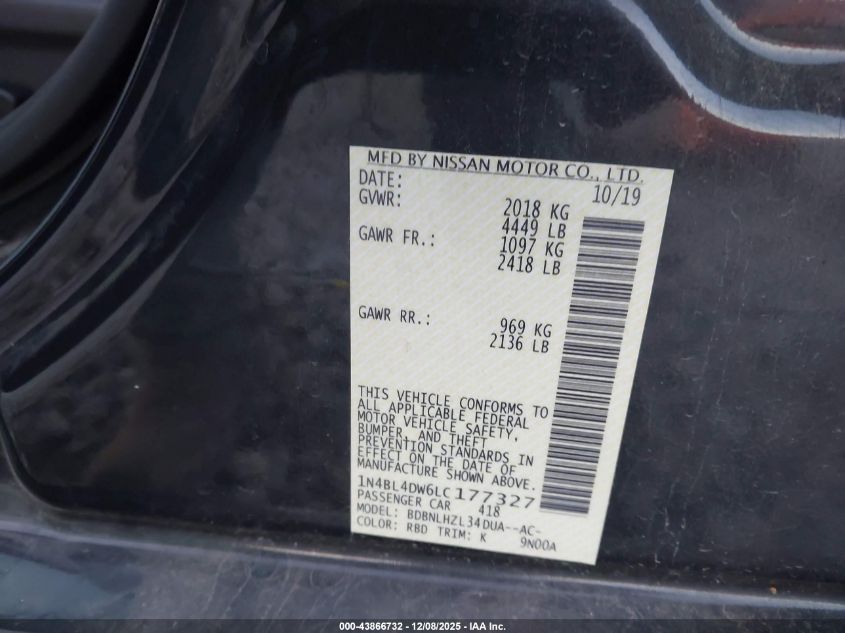 MFD BY NISSAN MOTOR CO., LTD.
DATE: 10/19
GVWR: 2018 KG
4449 LB
GAWR FR.: 1097 KG
2418 LB
GAWR RR.: 969 KG
2136 LB
THIS VEHICLE CONFORMS TO
ALL APPLICABLE FEDERAL
MOTOR VEHICLE SAFETY,
BUMPER, AND THEFT
PREVENTION STANDARDS IN
EFFECT ON THE DATE OF
MANUFACTURE SHOWN ABOVE.
1N4BL4DW6LC177327
PASSENGER CAR 418
MODEL: BDBNLHZL34DUA--AC-
COLOR: RBD TRIM: K 9N00A
000-43866732 - 12/08/2025 - IAA Inc.